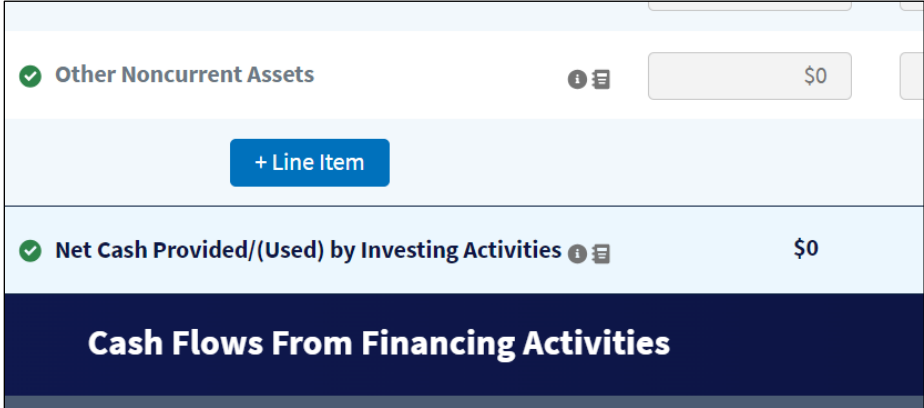 Other Noncurrent Assets $0
+ Line Item
Net Cash Provided/(Used) by Investing Activities $0
Cash Flows From Financing Activities